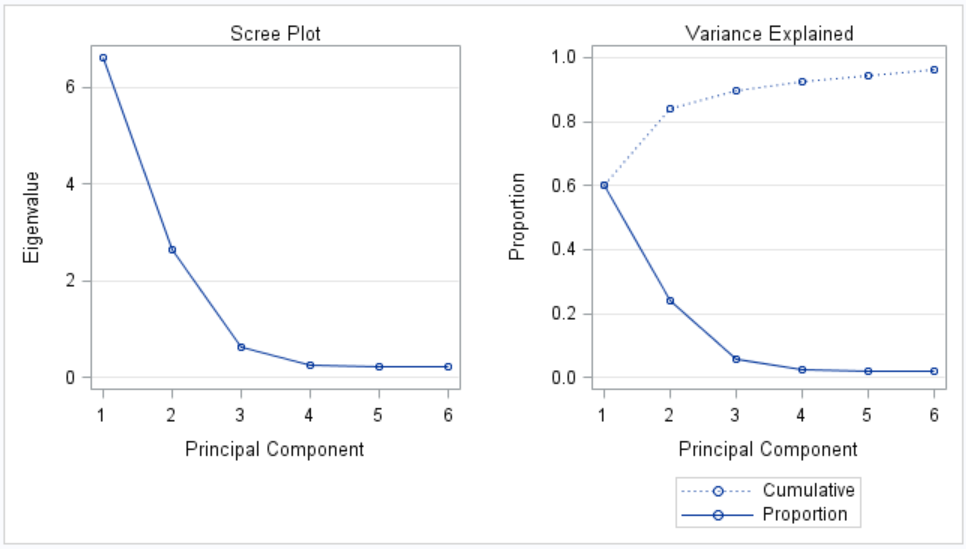 Scree Plot
Eigenvalue
6
4
2
0
1 2 3 4 5 6
Principal Component
Variance Explained
Proportion
1.0
0.8
0.6
0.4
0.2
0.0
1 2 3 4 5 6
Principal Component
Cumulative
Proportion